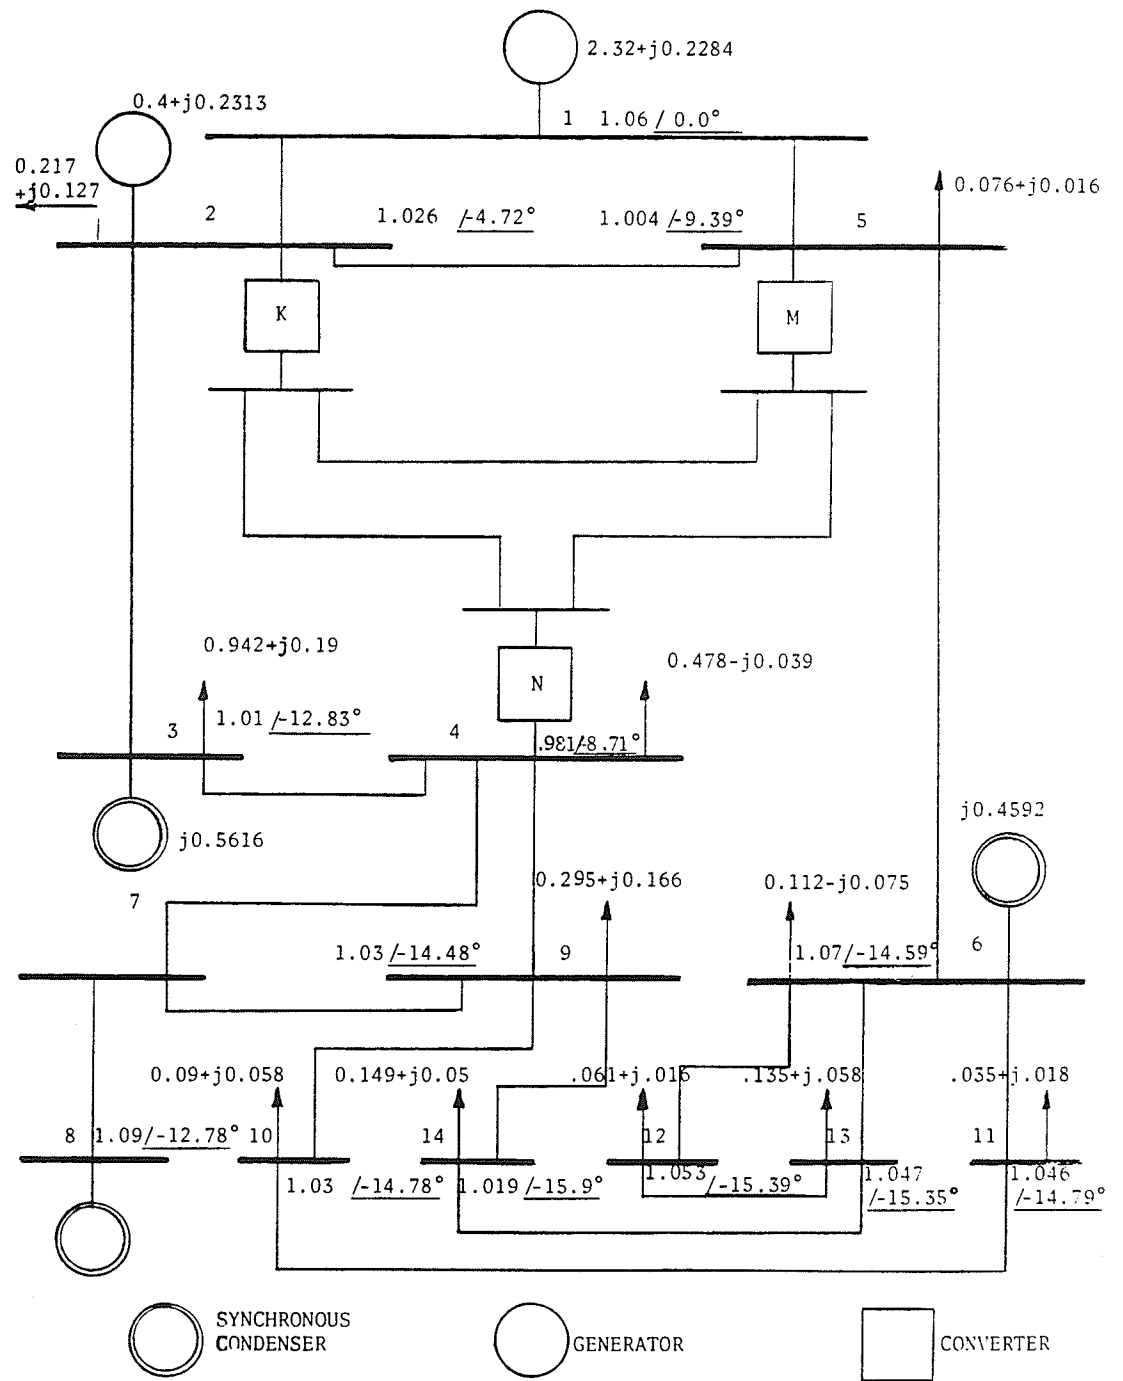 2.32+j0.2284
0.4+j0.2313
1 1.06 / 0.0°
0.217
+j0.127
0.076+j0.016
2 1.026 /-4.72° 1.004 /-9.39° 5
K
M
0.942+j0.19
0.478-j0.039
N
3 1.01 /-12.83° 4 .981/-8.71°
j0.5616
j0.4592
7
0.295+j0.166 0.112-j0.075
1.03 /-14.48° 9 1.07/-14.59° 6
0.09+j0.058 0.149+j0.05 .061+j.016 .135+j.058 .035+j.018
8 1.09/-12.78° 10 14 12 13 11
1.03 /-14.78° 1.019 /-15.9° 1.053 /-15.39° 1.047 /-15.35° 1.046 /-14.79°
SYNCHRONOUS
CONDENSER
GENERATOR
CONVERTER